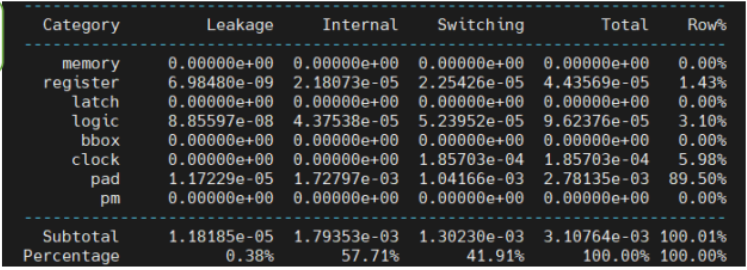 Category Leakage Internal Switching Total Row%
memory 0.00000e+00 0.00000e+00 0.00000e+00 0.00000e+00 0.00%
register 6.98480e-09 2.18073e-05 2.25426e-05 4.43569e-05 1.43%
latch 0.00000e+00 0.00000e+00 0.00000e+00 0.00000e+00 0.00%
logic 8.85597e-08 4.37538e-05 5.23952e-05 9.62376e-05 3.10%
bbox 0.00000e+00 0.00000e+00 0.00000e+00 0.00000e+00 0.00%
clock 0.00000e+00 0.00000e+00 1.85703e-04 1.85703e-04 5.98%
pad 1.17229e-05 1.72797e-03 1.04166e-03 2.78135e-03 89.50%
pm 0.00000e+00 0.00000e+00 0.00000e+00 0.00000e+00 0.00%
Subtotal 1.18185e-05 1.79353e-03 1.30230e-03 3.10764e-03 100.01%
Percentage 0.38% 57.71% 41.91% 100.00% 100.00%